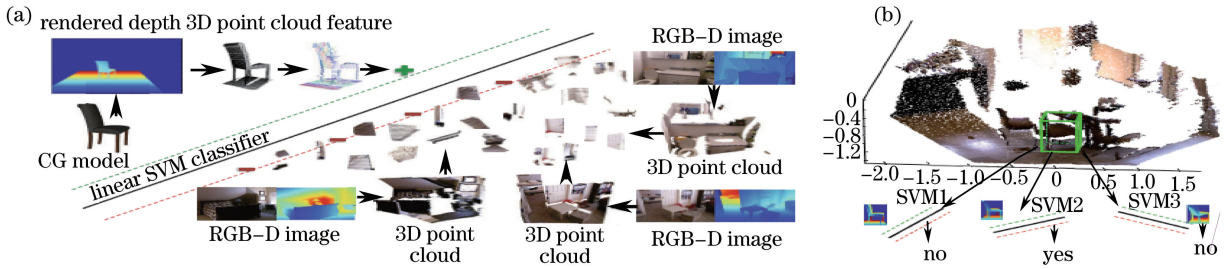 (a)
rendered depth 3D point cloud feature
CG model
linear SVM classifier
RGB-D image
3D point cloud
RGB-D image
3D point
cloud
3D point
cloud
RGB-D image
(b)
0
-0.4
-0.8
-1.2
-2.0
-1.5
-1.0
-0.5
0
0.5
1.0
1.5
SVM1
SVM2
SVM3
no
yes
no